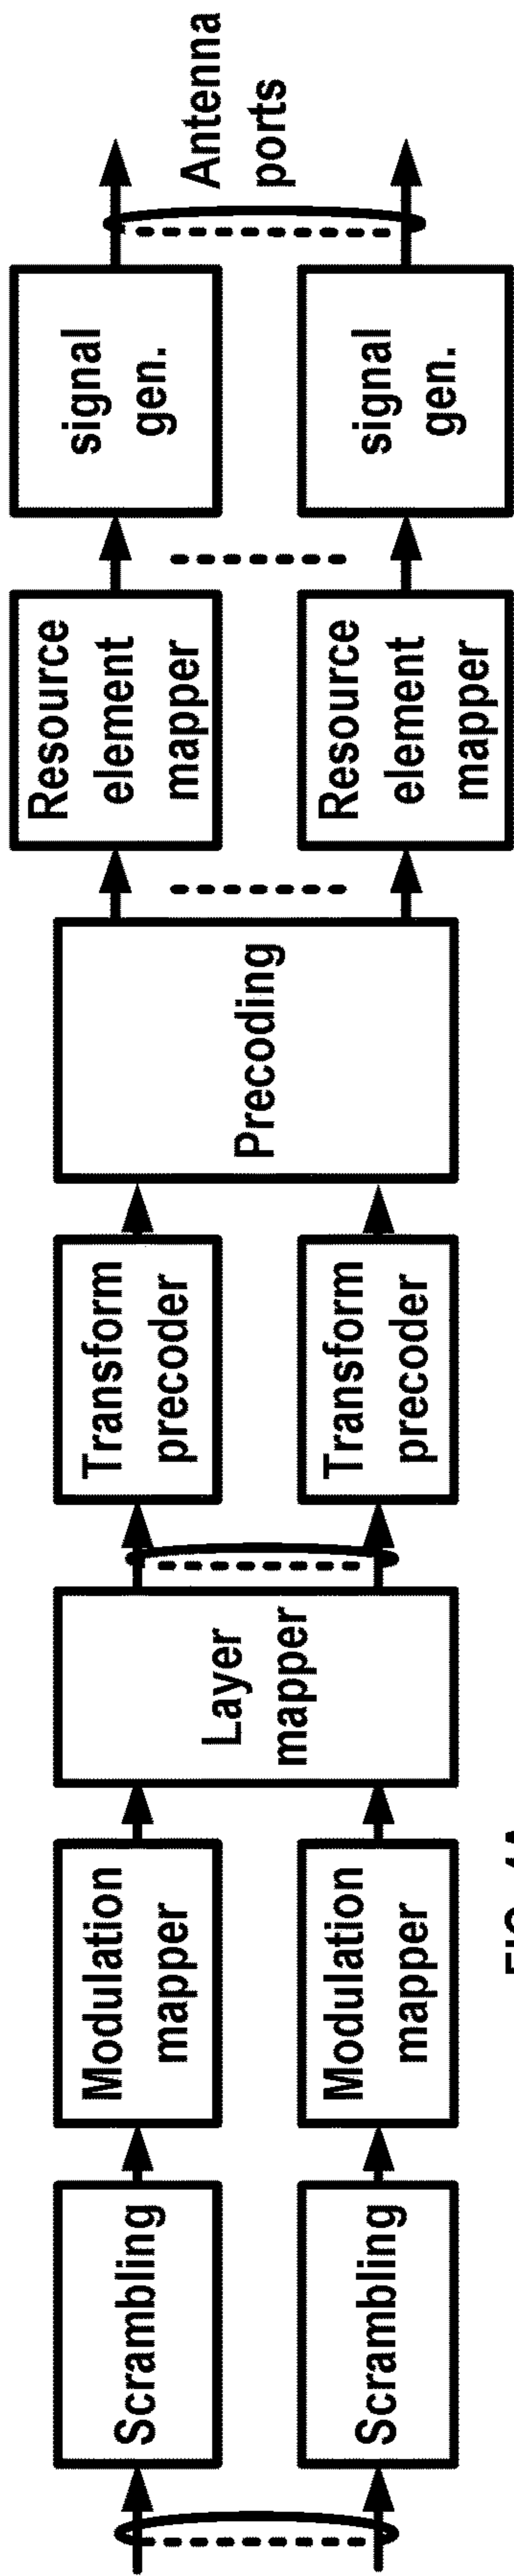 Scrambling
Modulation
mapper
Layer
mapper
Transform
precoder
Precoding
Resource
element
mapper
signal
gen.
Antenna
ports
Scrambling
Modulation
mapper
Transform
precoder
Resource
element
mapper
signal
gen.